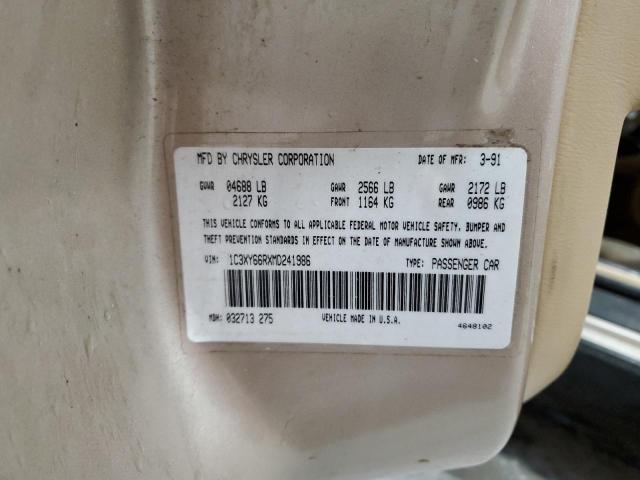 MFD BY CHRYSLER CORPORATION DATE OF MFR: 3-91
GVWR 04688 LB GAWR 2566 LB GAWR 2172 LB
2127 KG FRONT 1164 KG REAR 0986 KG
THIS VEHICLE CONFORMS TO ALL APPLICABLE FEDERAL MOTOR VEHICLE SAFETY, BUMPER AND
THEFT PREVENTION STANDARDS IN EFFECT ON THE DATE OF MANUFACTURE SHOWN ABOVE.
VIN: 1C3XY66RXMD241986 TYPE: PASSENGER CAR
MDH: 032713 275 VEHICLE MADE IN U.S.A. 4648102